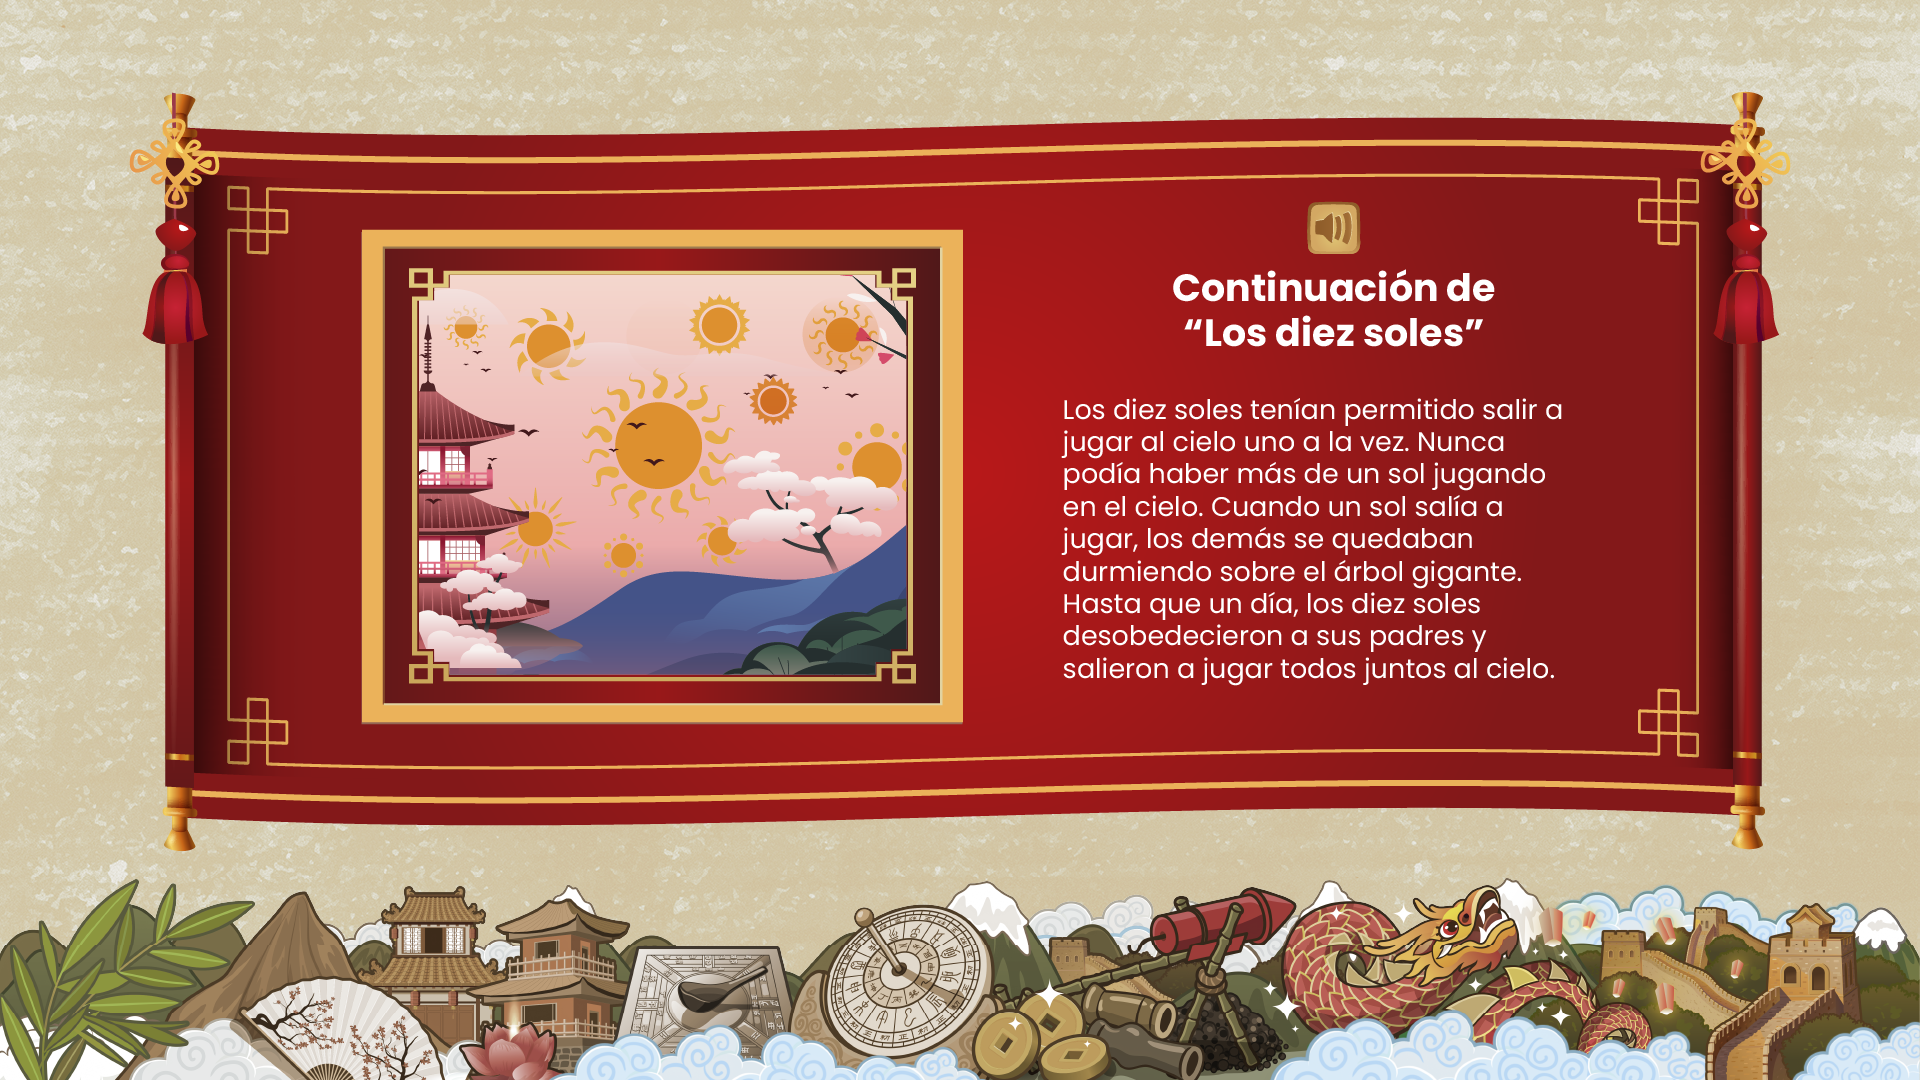 Continuación de
“Los diez soles”
Los diez soles tenían permitido salir a
jugar al cielo uno a la vez. Nunca
podía haber más de un sol jugando
en el cielo. Cuando un sol salía a
jugar, los demás se quedaban
durmiendo sobre el árbol gigante.
Hasta que un día, los diez soles
desobedecieron a sus padres y
salieron a jugar todos juntos al cielo.